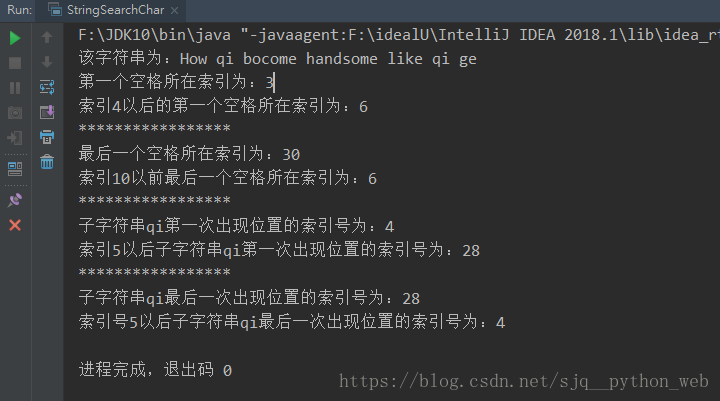 Run: StringSearchChar
F:\JDK10\bin\java "-javaagent:F:\idealU\IntelliJ IDEA 2018.1\lib\idea_rt
该字符串为：How qi bocome handsome like qi ge
第一个空格所在索引为：3
索引4以后的第一个空格所在索引为：6
*****************
最后一个空格所在索引为：30
索引10以前最后一个空格所在索引为：6
*****************
子字符串qi第一次出现位置的索引号为：4
索引5以后子字符串qi第一次出现位置的索引号为：28
*****************
子字符串qi最后一次出现位置的索引号为：28
索引号5以后子字符串qi最后一次出现位置的索引号为：4
进程完成，退出码 0
https://blog.csdn.net/sjq__python_web